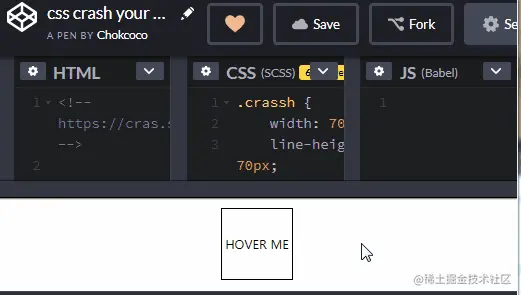 css crash your ...
A PEN BY Chokcoco
Save
Fork
Se
HTML
CSS (SCSS)
JS (Babel)
1 <!--
https://cras.s
-->
2
1 .crassh {
2 width: 70
3 line-heig
70px;
1
HOVER ME
@稀土掘金技术社区